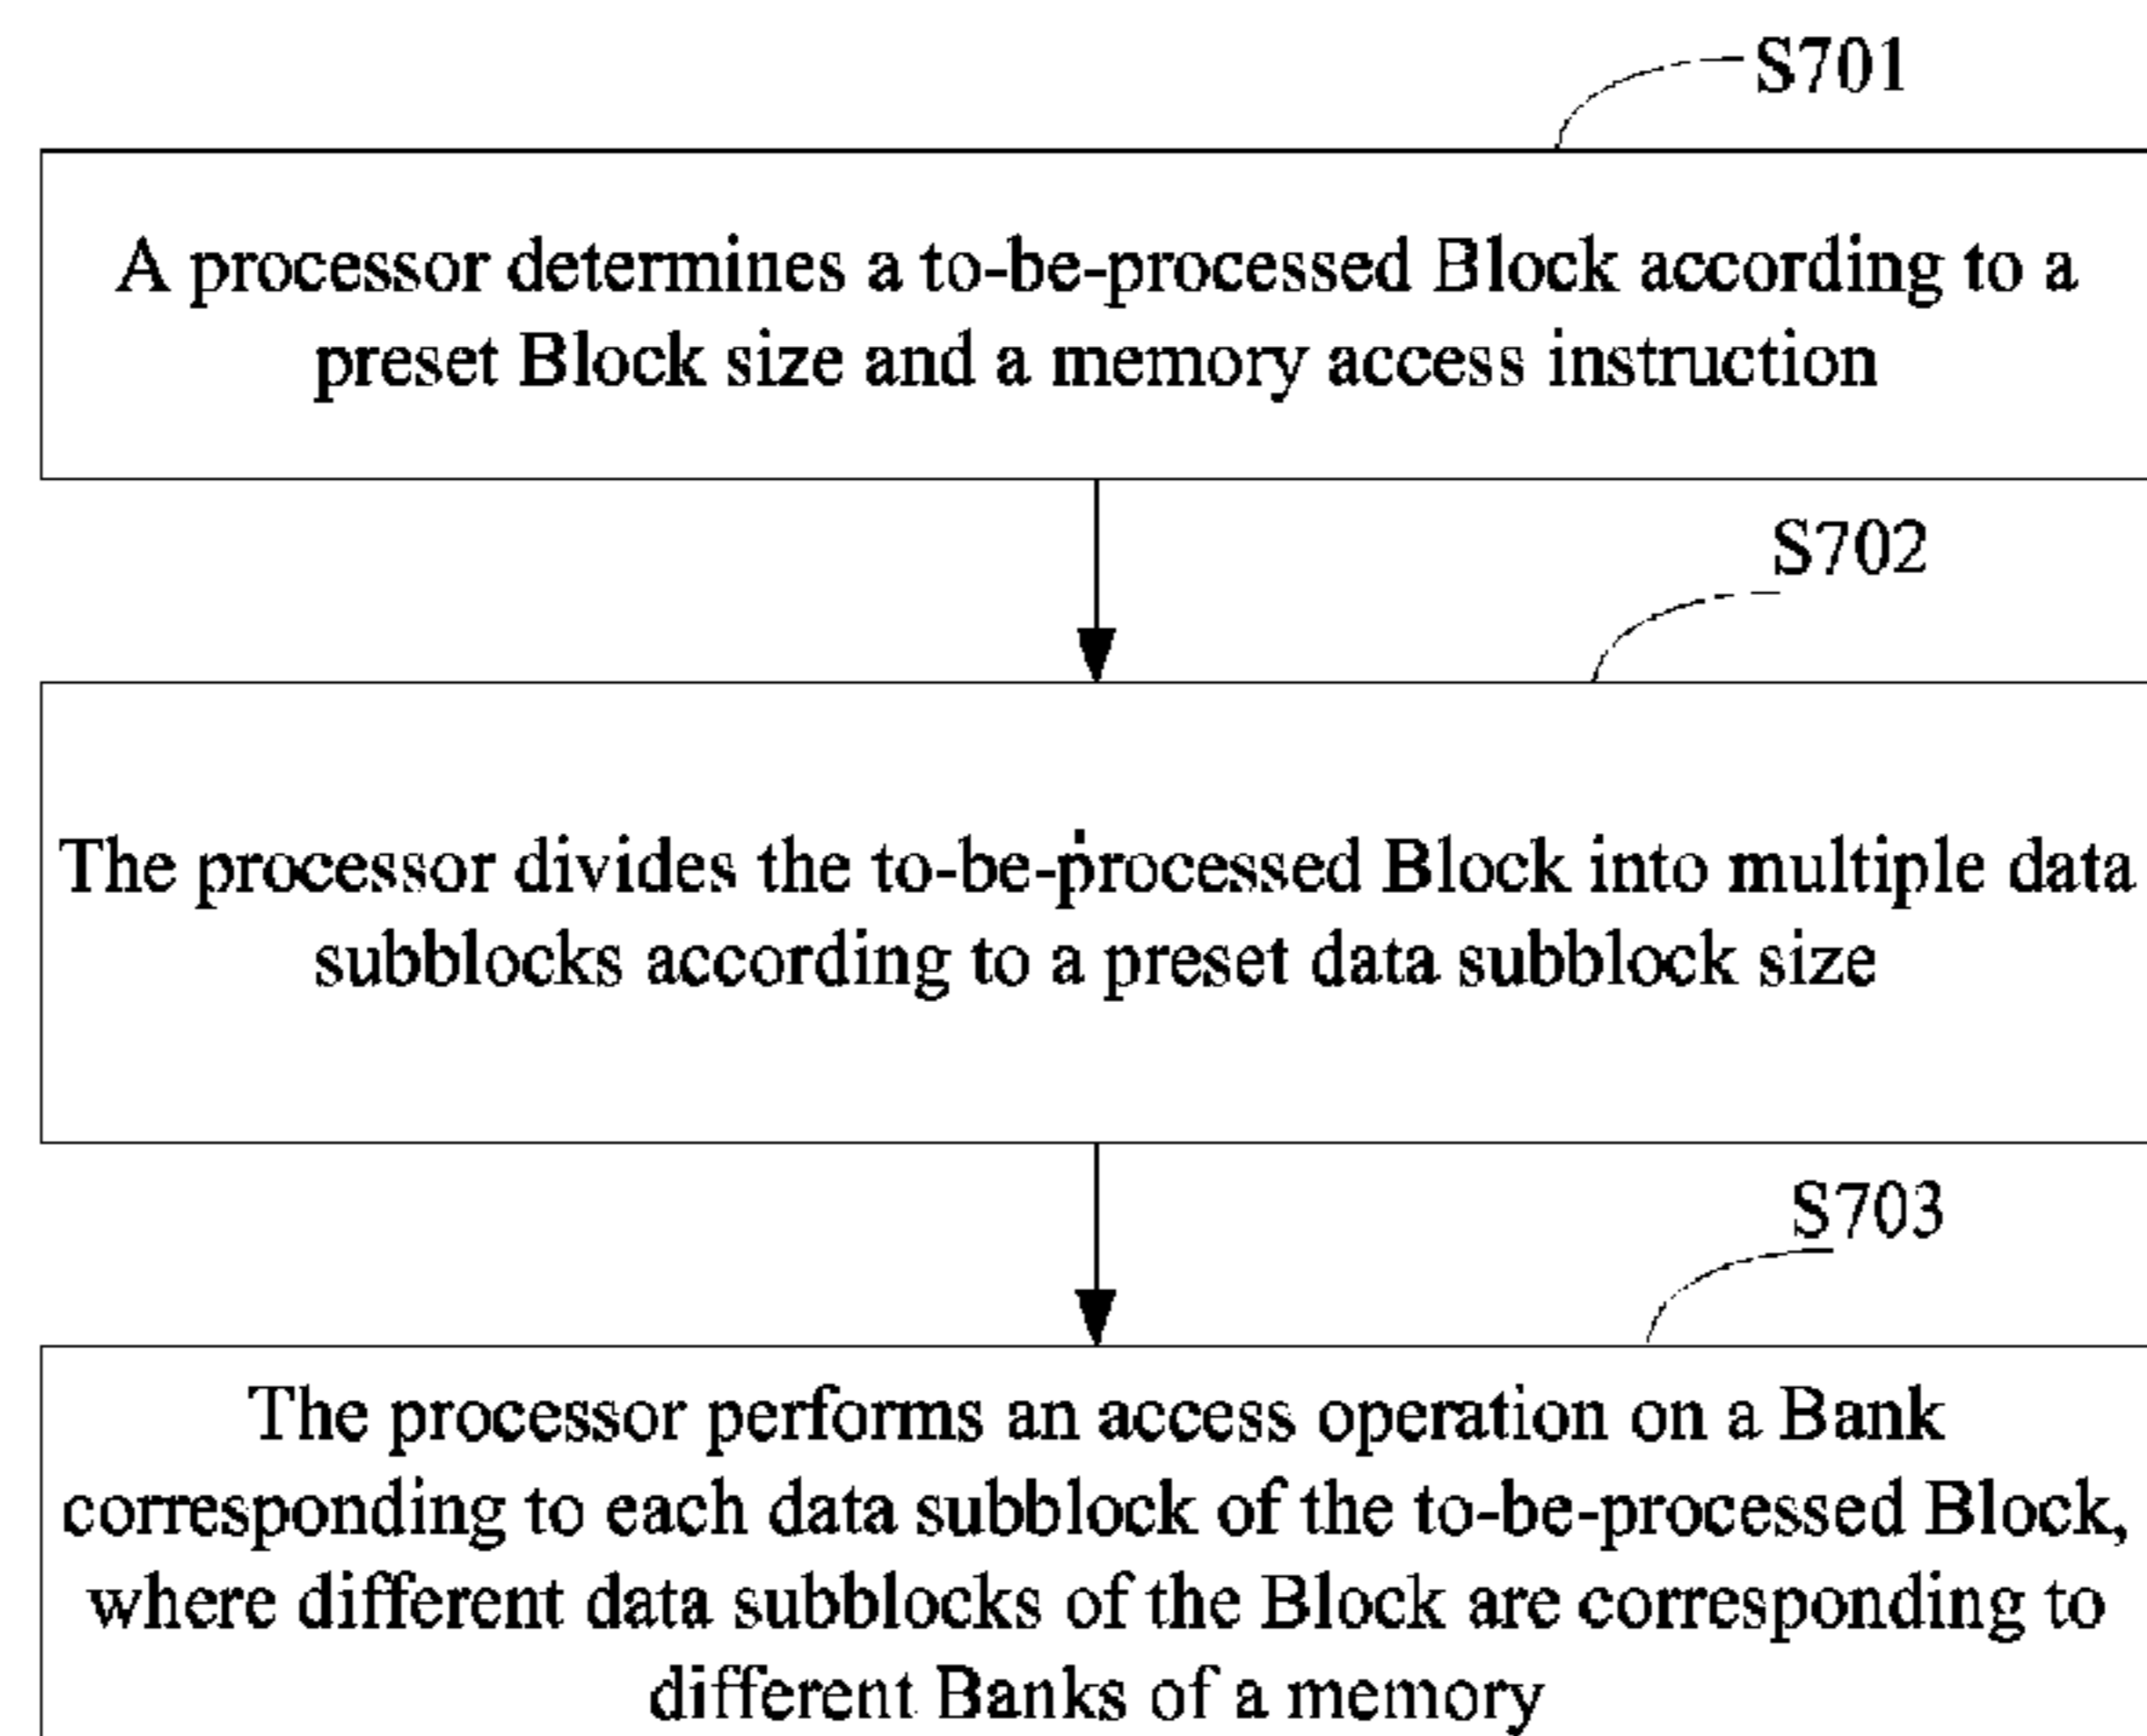 S701
A processor determines a to-be-processed Block according to a
preset Block size and a memory access instruction
S702
The processor divides the to-be-processed Block into multiple data
subblocks according to a preset data subblock size
S703
The processor performs an access operation on a Bank
corresponding to each data subblock of the to-be-processed Block,
where different data subblocks of the Block are corresponding to
different Banks of a memory